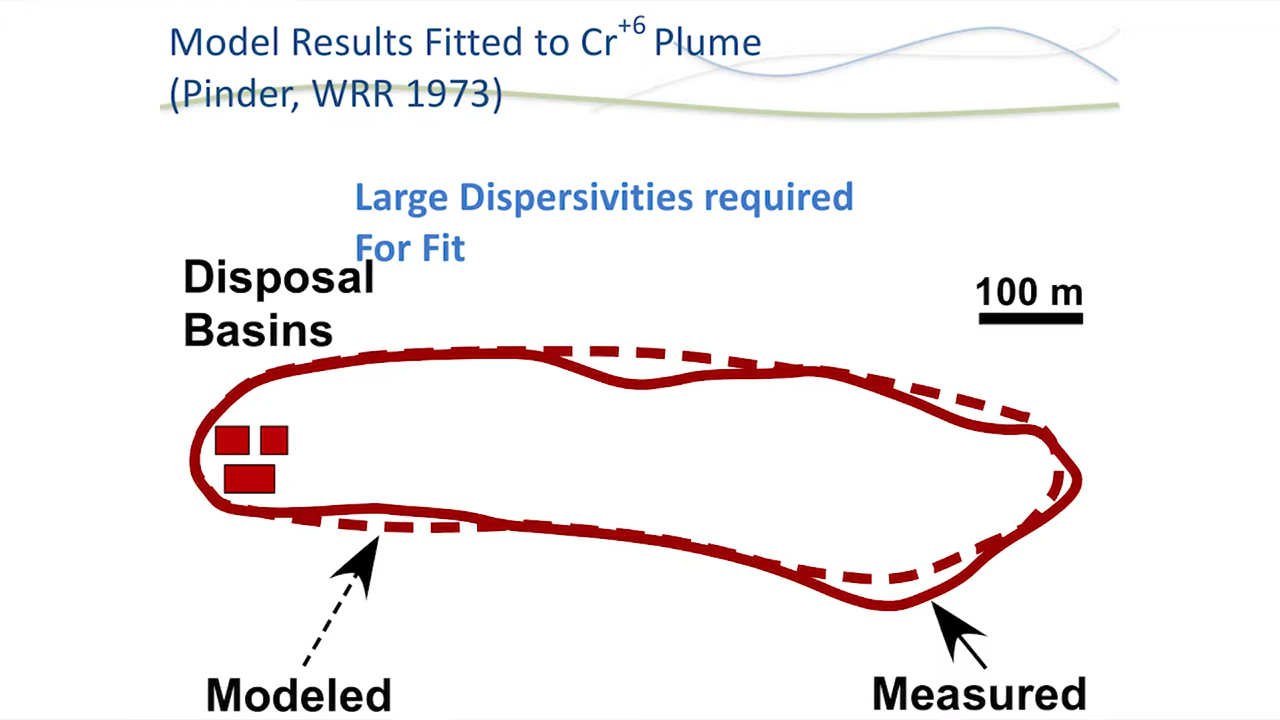 Model Results Fitted to Cr+6 Plume
(Pinder, WRR 1973)
Large Dispersivities required
For Fit
Disposal
Basins
100 m
Modeled
Measured